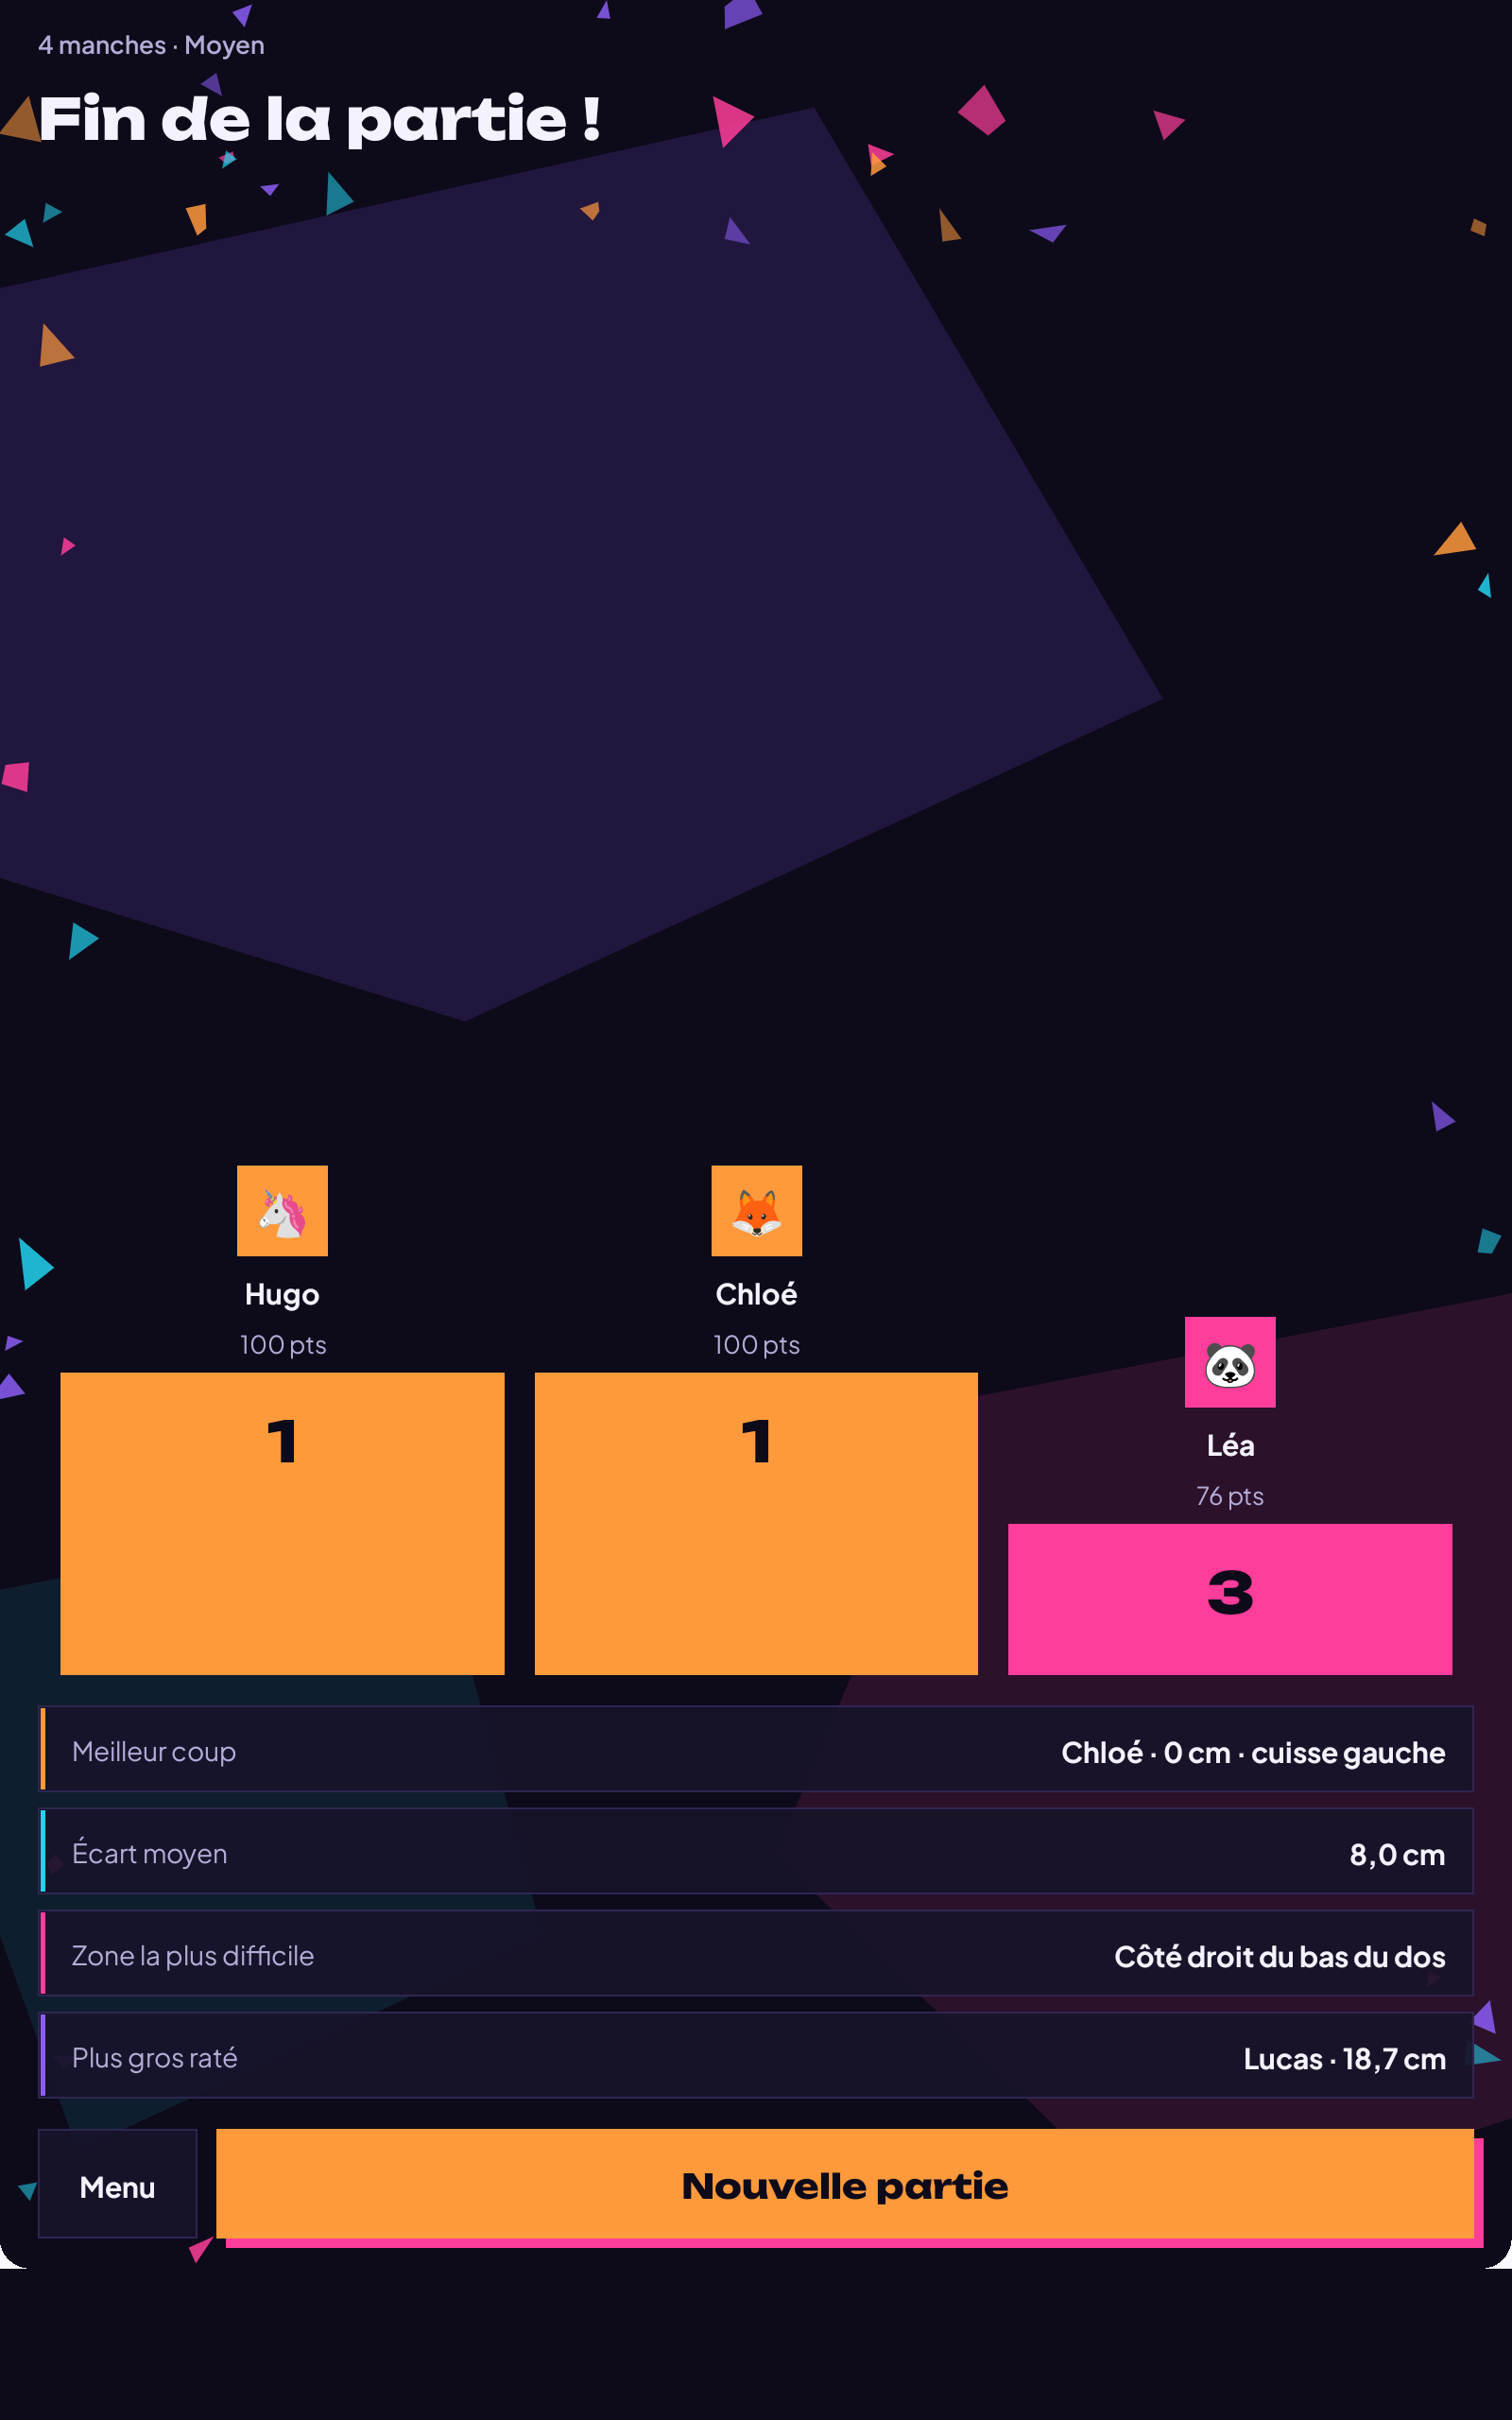 4 manches · Moyen
Fin de la partie !
Hugo
100 pts
1
Chloé
100 pts
1
Léa
76 pts
3
Meilleur coup
Chloé · 0 cm · cuisse gauche
Écart moyen
8,0 cm
Zone la plus difficile
Côté droit du bas du dos
Plus gros raté
Lucas · 18,7 cm
Menu
Nouvelle partie